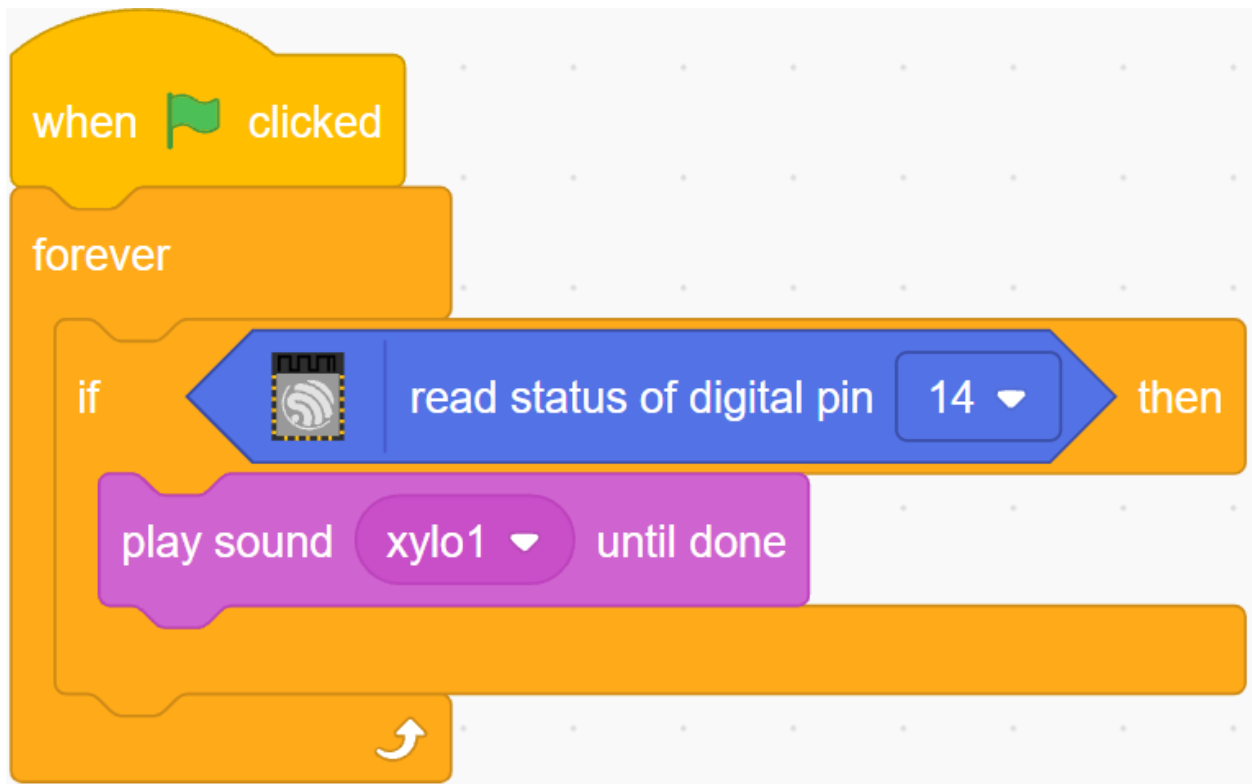 when clicked
forever
if read status of digital pin 14 then
play sound xylo1 until done